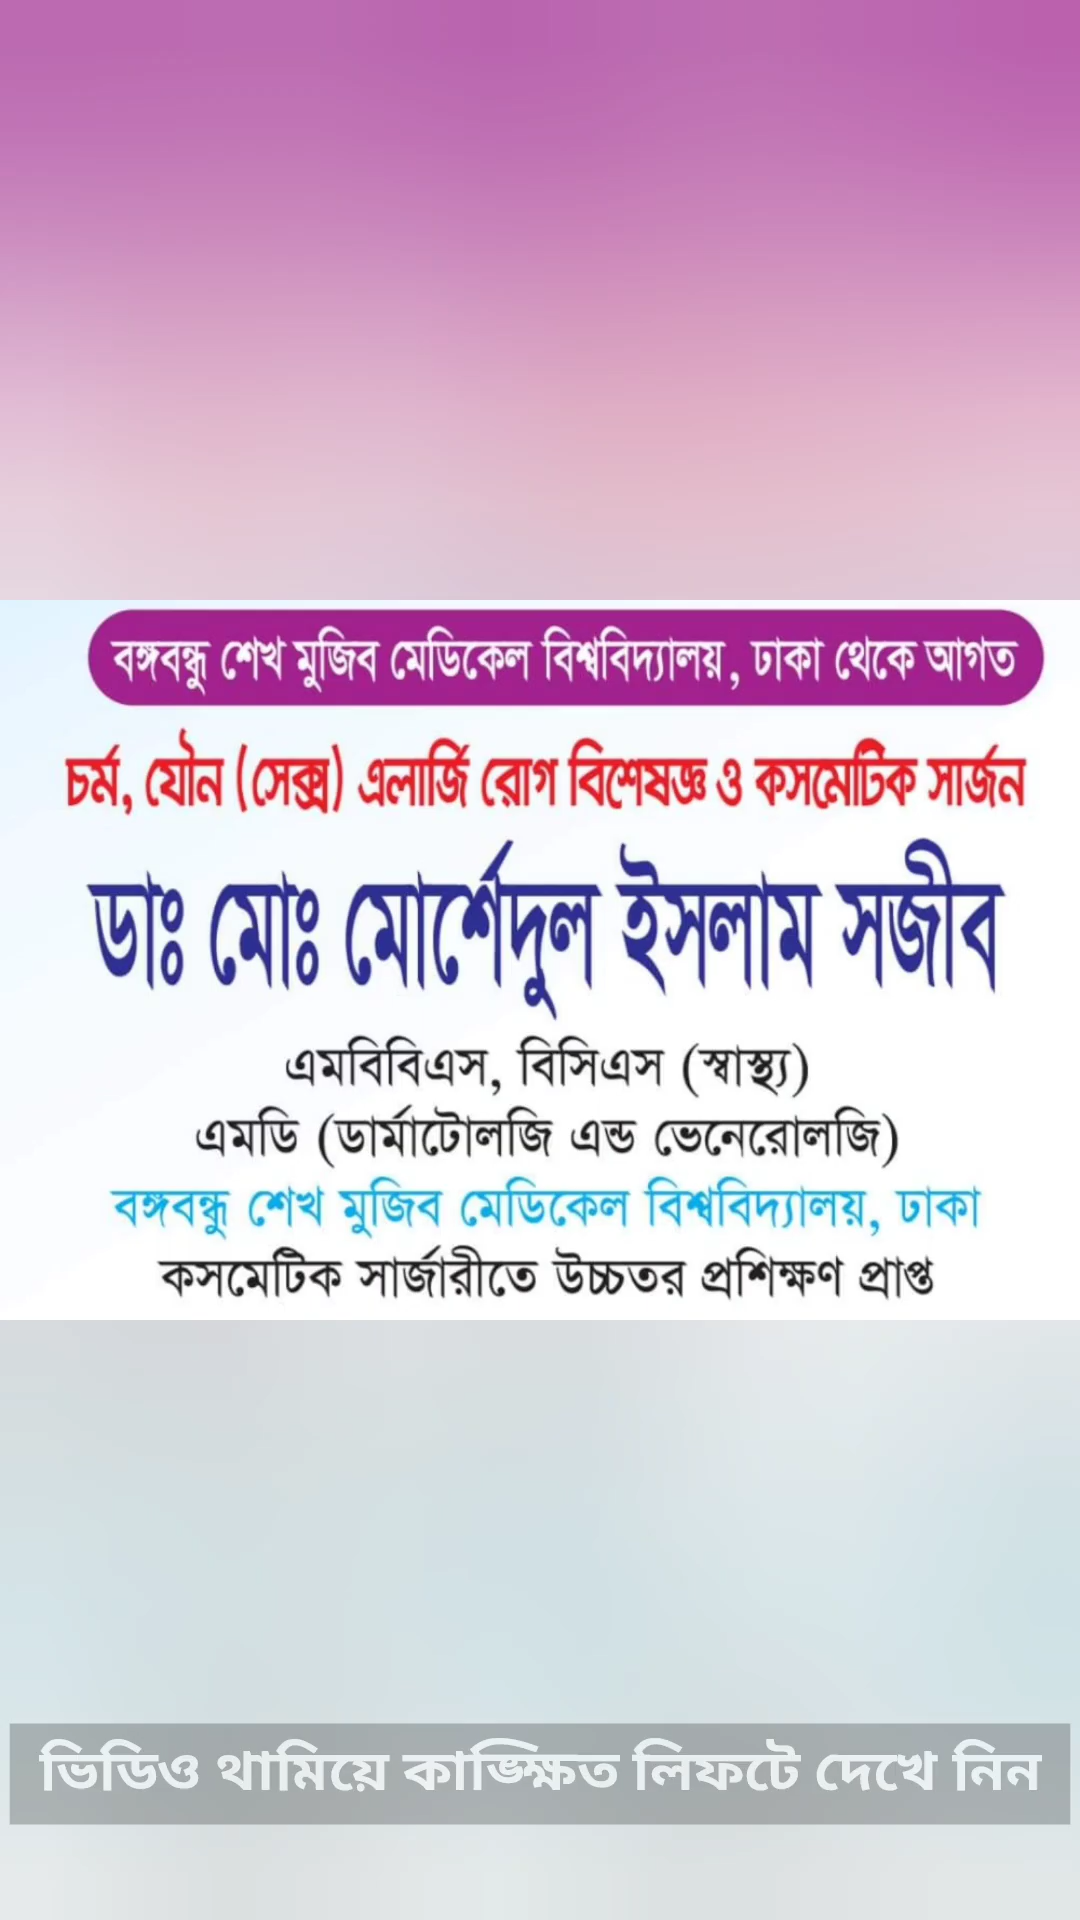 বঙ্গবন্ধু শেখ মুজিব মেডিকেল বিশ্ববিদ্যালয়, ঢাকা থেকে আগত
চর্ম, যৌন (সেক্স) এলার্জি রোগ বিশেষজ্ঞ ও কসমেটিক সার্জন
ডাঃ মোঃ মোর্শেদুল ইসলাম সজীব
এমবিবিএস, বিসিএস (স্বাস্থ্য)
এমডি (ডার্মাটোলজি এন্ড ভেনেরোলজি)
বঙ্গবন্ধু শেখ মুজিব মেডিকেল বিশ্ববিদ্যালয়, ঢাকা
কসমেটিক সার্জারীতে উচ্চতর প্রশিক্ষণ প্রাপ্ত
ভিডিও থামিয়ে কাঙ্ক্ষিত লিফটে দেখে নিন